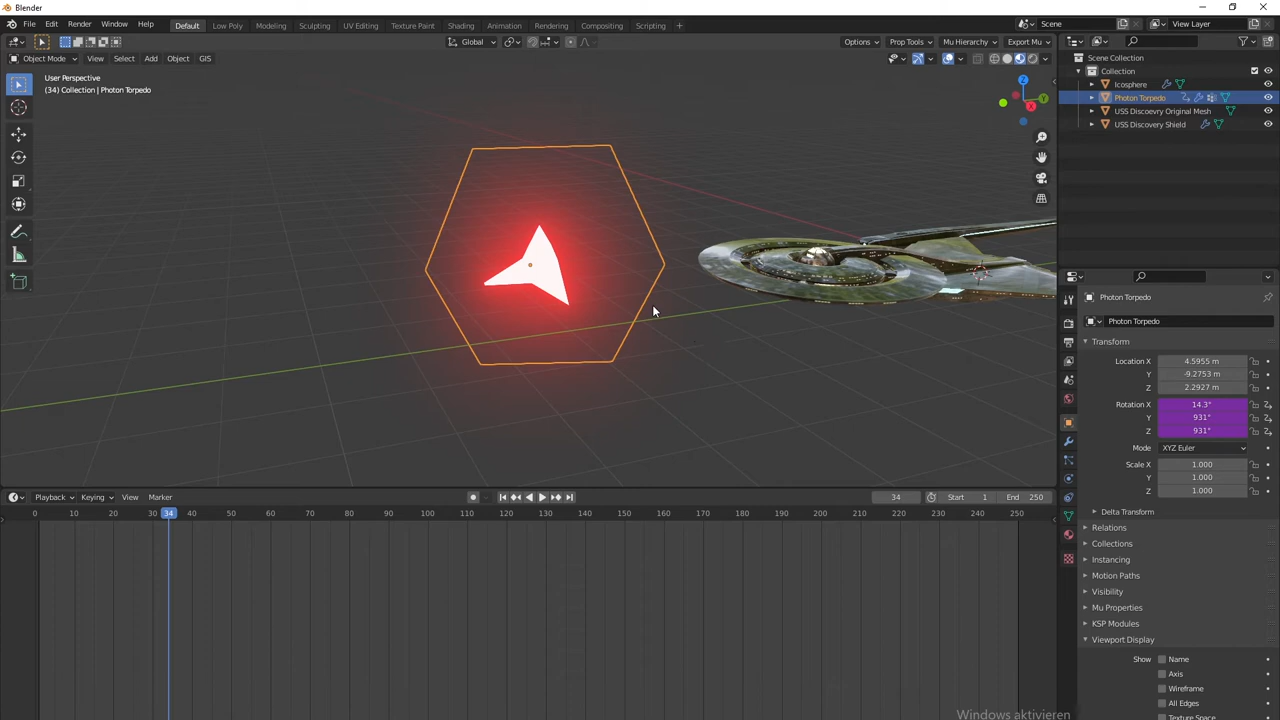 Blender
File Edit Render Window Help Default Low Poly Modeling Sculpting UV Editing Texture Paint Shading Animation Rendering Compositing Scripting + Scene View Layer
Global Options Prop Tools Mu Hierarchy Export Mu
Object Mode View Select Add Object GIS
User Perspective
(34) Collection | Photon Torpedo
Z
Y
X
Scene Collection
Collection
Icosphere
Photon Torpedo
USS Discoevry Original Mesh
USS Discovery Shield
Photon Torpedo
Photon Torpedo
Transform
Location X 4.5955 m
Y -9.2753 m
Z 2.2927 m
Rotation X 14.3°
Y 931°
Z 931°
Mode XYZ Euler
Scale X 1.000
Y 1.000
Z 1.000
Delta Transform
Relations
Collections
Instancing
Motion Paths
Visibility
Mu Properties
KSP Modules
Viewport Display
Show Name
Axis
Wireframe
All Edges
Texture Space
Playback Keying View Marker 34 Start 1 End 250
0 10 20 30 34 40 50 60 70 80 90 100 110 120 130 140 150 160 170 180 190 200 210 220 230 240 250
Windows aktivieren